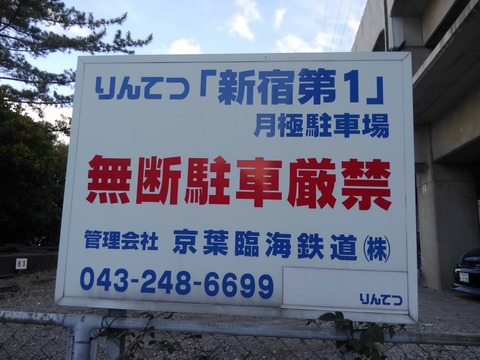 りんてつ「新宿第1」
月極駐車場
無断駐車厳禁
管理会社 京葉臨海鉄道(株)
043-248-6699
りんてつ
63